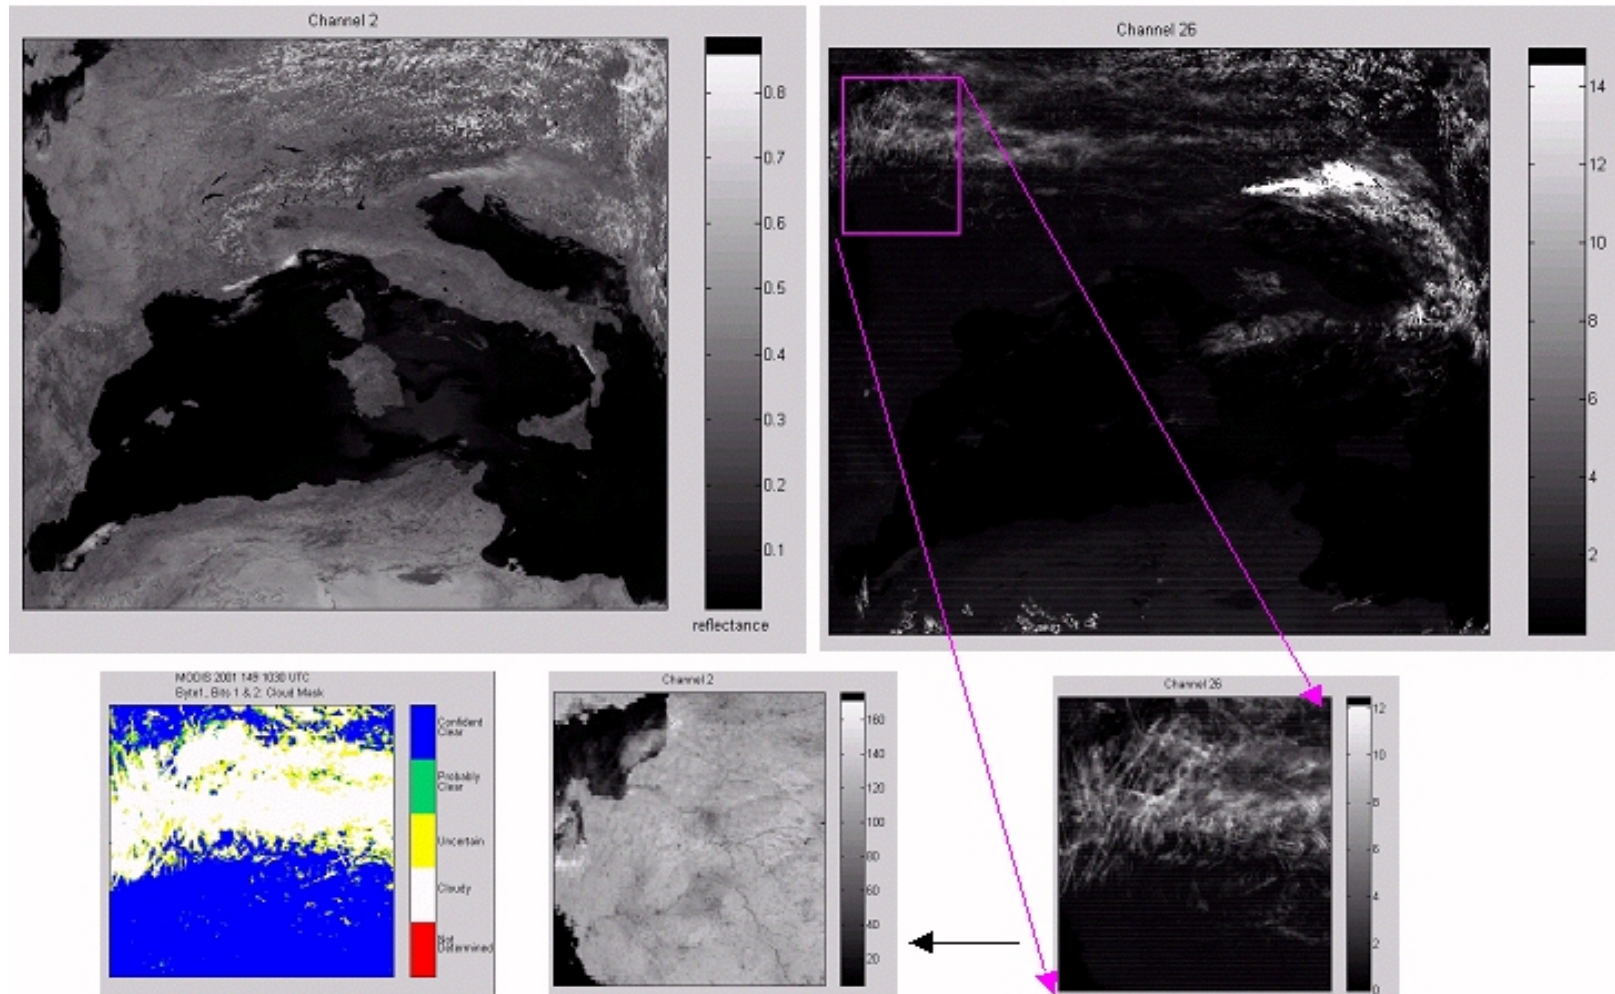 Channel 2
0.8
0.7
0.6
0.5
0.4
0.3
0.2
0.1
reflectance
Channel 26
14
12
10
8
6
4
2
MODIS 2001 149 1030 UTC
Byte1, Bits 1 & 2: Cloud Mask
Confident
Clear
Probably
Clear
Uncertain
Cloudy
Not
Determined
Channel 2
160
140
120
100
80
60
40
20
Channel 26
12
10
8
6
4
2
0